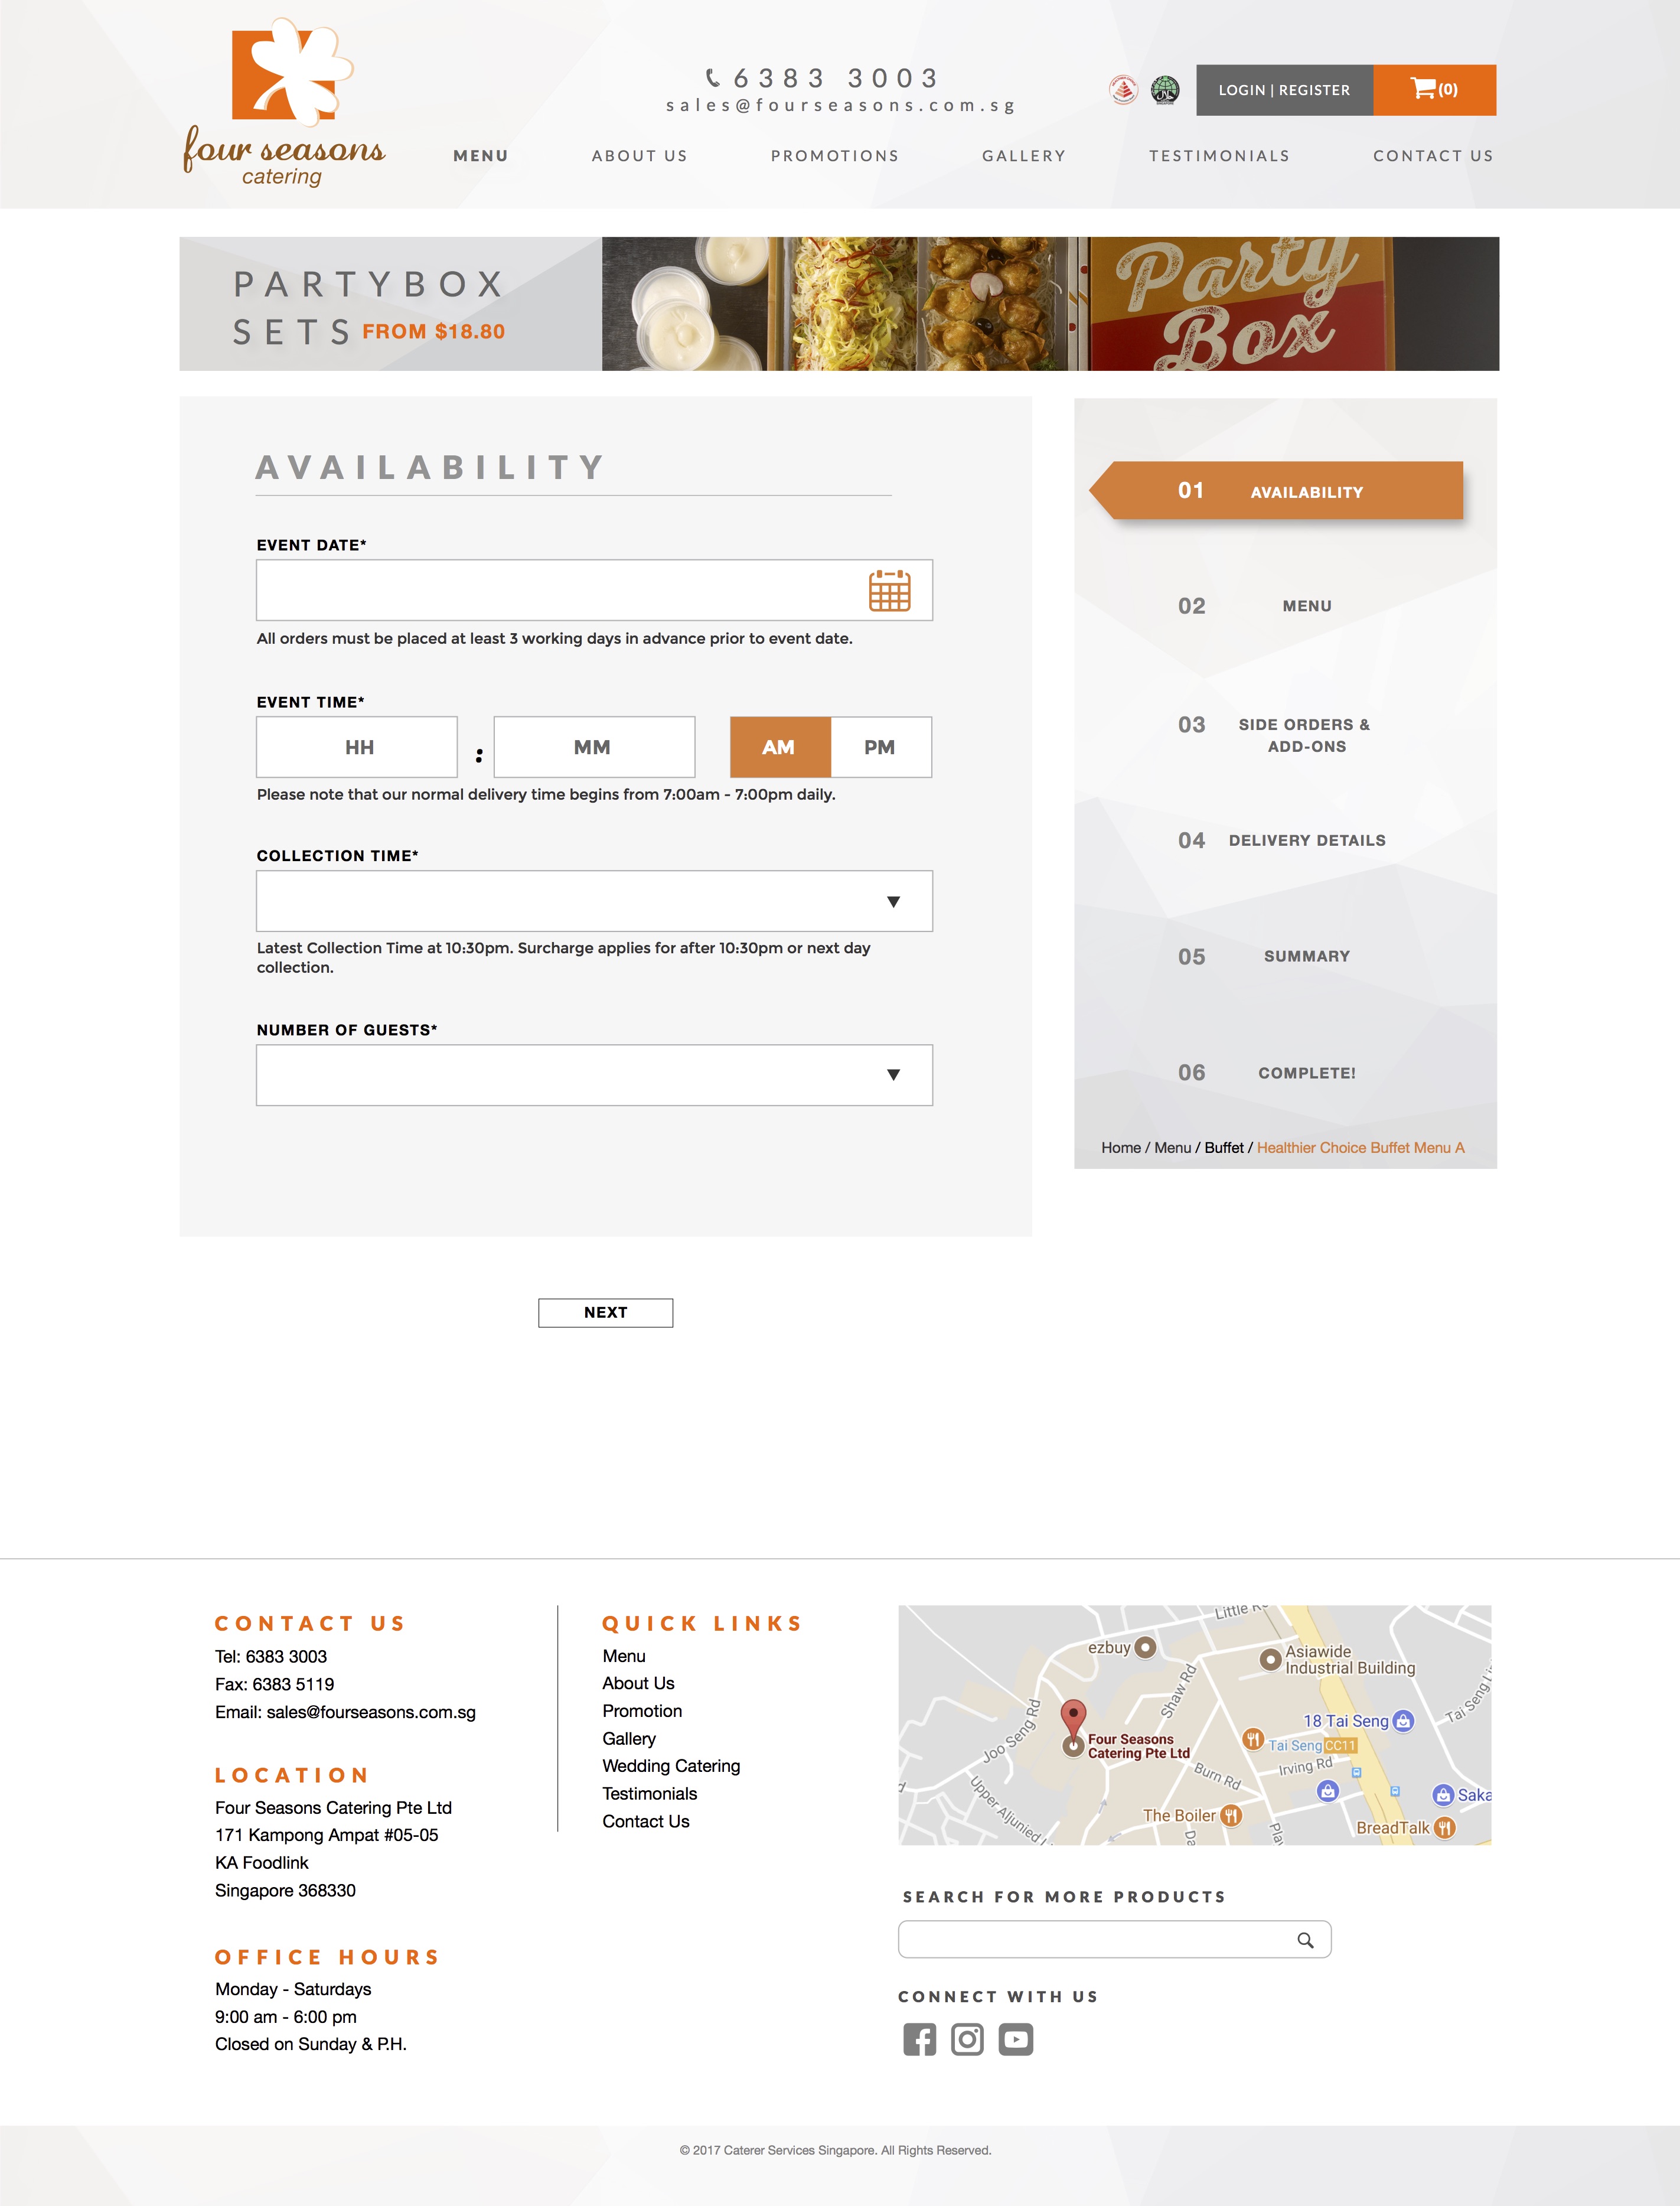 four seasons
catering
6383 3003
sales@fourseasons.com.sg
LOGIN | REGISTER
(0)
MENU
ABOUT US
PROMOTIONS
GALLERY
TESTIMONIALS
CONTACT US
PARTYBOX
SETS FROM $18.80
Party
Box
AVAILABILITY
EVENT DATE*
All orders must be placed at least 3 working days in advance prior to event date.
EVENT TIME*
HH : MM AM PM
Please note that our normal delivery time begins from 7:00am - 7:00pm daily.
COLLECTION TIME*
Latest Collection Time at 10:30pm. Surcharge applies for after 10:30pm or next day
collection.
NUMBER OF GUESTS*
NEXT
01 AVAILABILITY
02 MENU
03 SIDE ORDERS &
ADD-ONS
04 DELIVERY DETAILS
05 SUMMARY
06 COMPLETE!
Home / Menu / Buffet / Healthier Choice Buffet Menu A
CONTACT US
Tel: 6383 3003
Fax: 6383 5119
Email: sales@fourseasons.com.sg
LOCATION
Four Seasons Catering Pte Ltd
171 Kampong Ampat #05-05
KA Foodlink
Singapore 368330
OFFICE HOURS
Monday - Saturdays
9:00 am - 6:00 pm
Closed on Sunday & P.H.
QUICK LINKS
Menu
About Us
Promotion
Gallery
Wedding Catering
Testimonials
Contact Us
Little
ezbuy
Asiawide
Industrial Building
Shaw Rd
Joo Seng Rd
Tai Seng
18 Tai Seng
Four Seasons
Catering Pte Ltd
Tai Seng CC11
Irving Rd
Burn Rd
Upper Aljunied
The Boiler
Saka
BreadTalk
SEARCH FOR MORE PRODUCTS
CONNECT WITH US
© 2017 Caterer Services Singapore. All Rights Reserved.